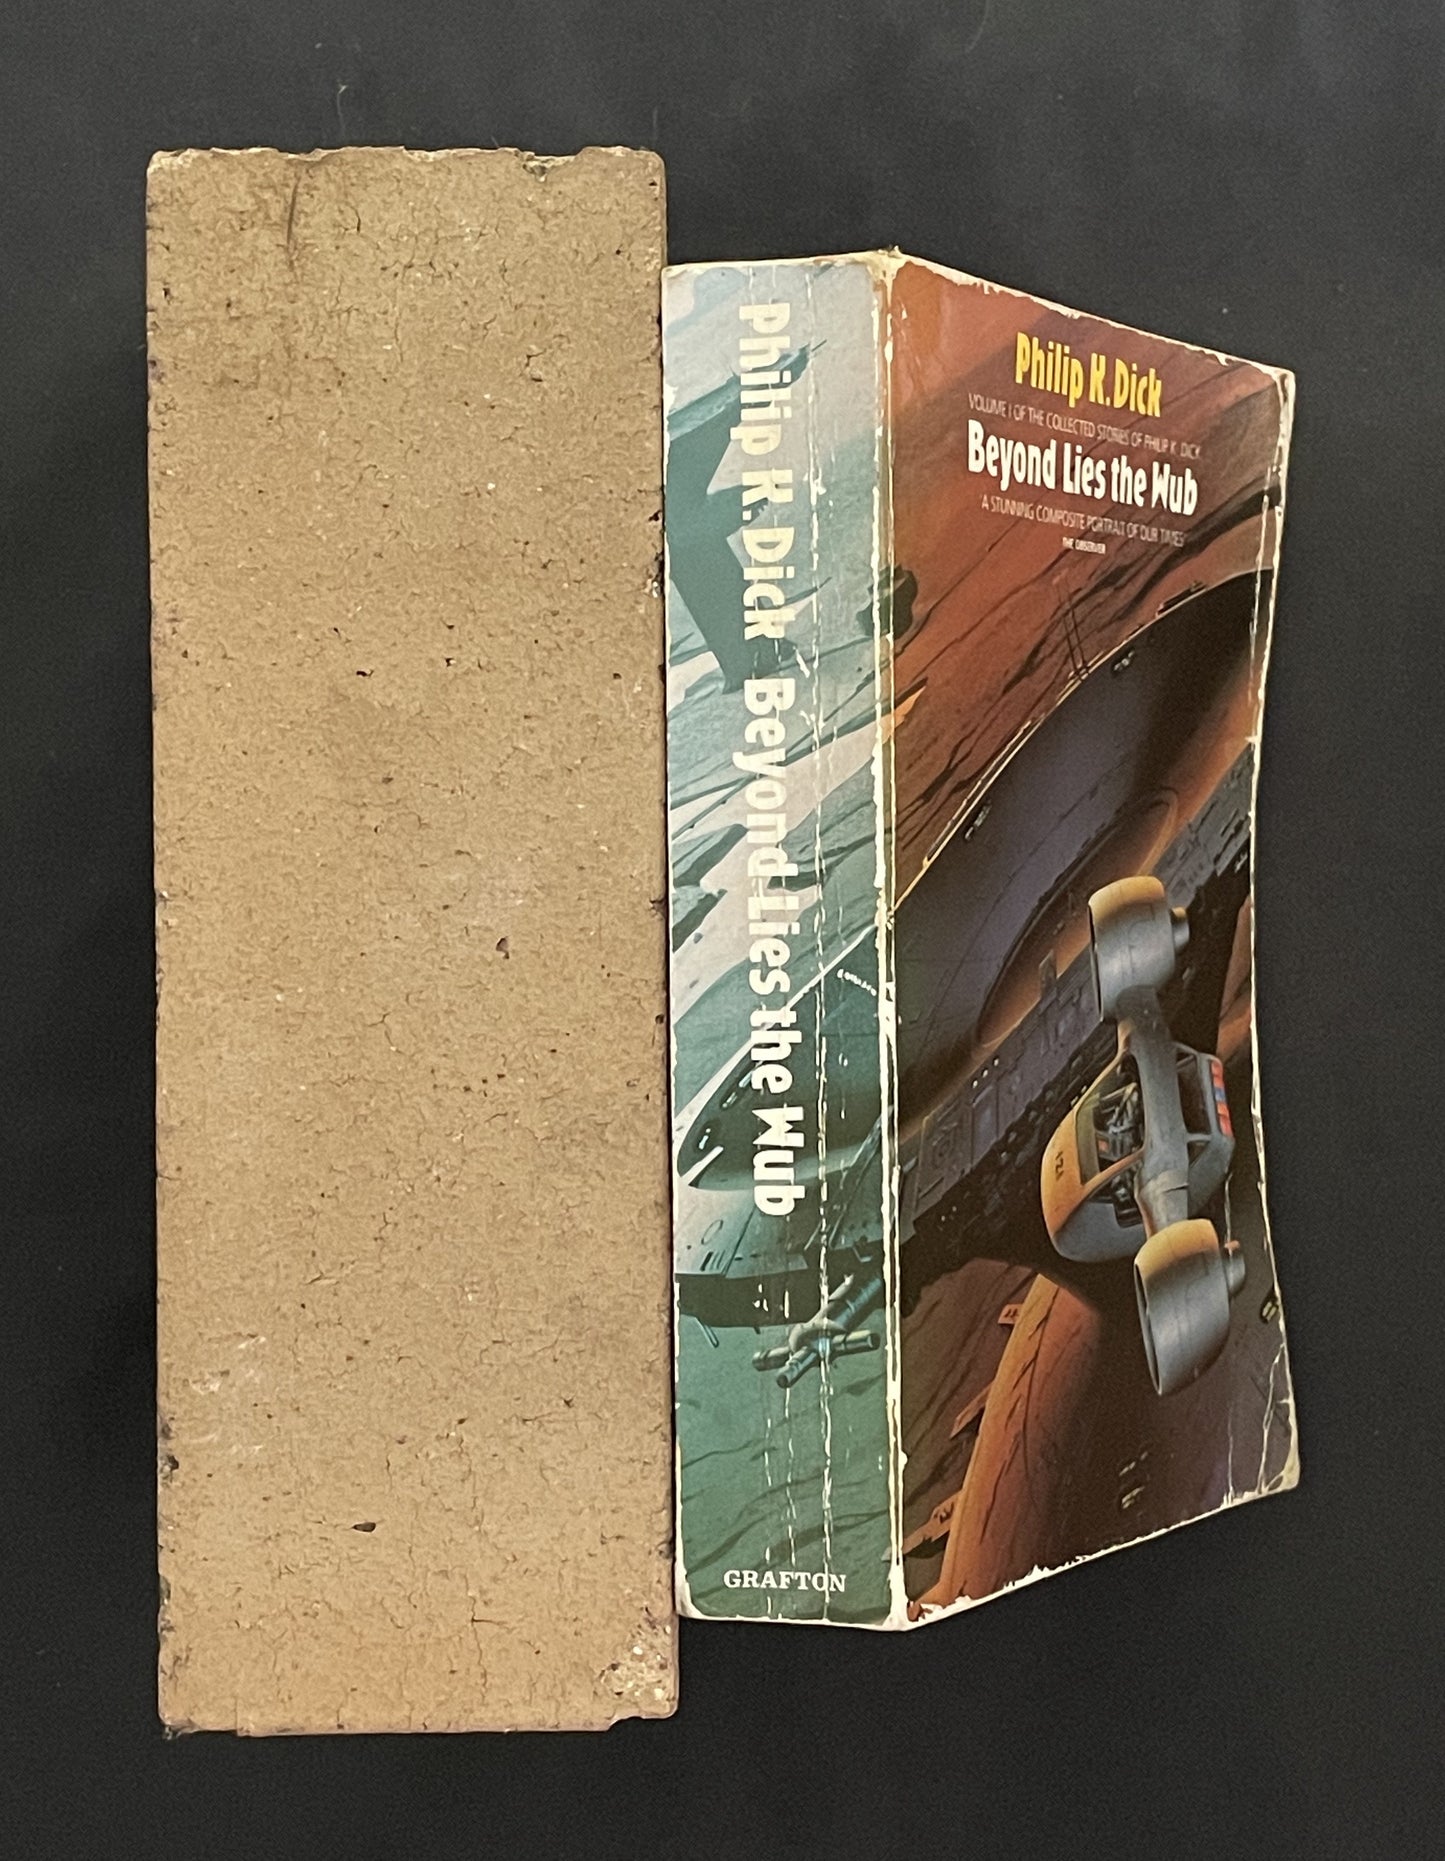 Philip K. Dick Beyond Lies the Wub
GRAFTON
Philip K. Dick
VOLUME I OF THE COLLECTED STORIES OF PHILIP K. DICK
Beyond Lies the Wub
'A STUNNING COMPOSITE PORTRAIT OF OUR TIMES'
THE OBSERVER